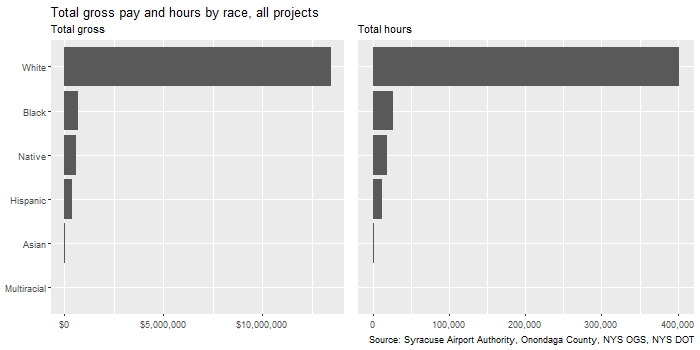 Total gross pay and hours by race, all projects
Total gross
Total hours
White
Black
Native
Hispanic
Asian
Multiracial
$0 $5,000,000 $10,000,000
0 100,000 200,000 300,000 400,000
Source: Syracuse Airport Authority, Onondaga County, NYS OGS, NYS DOT